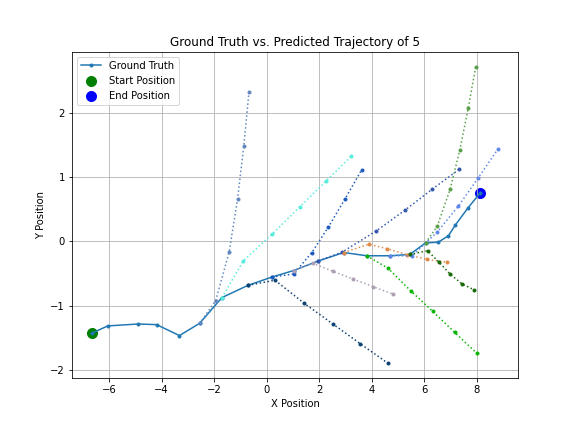 Ground Truth vs. Predicted Trajectory of 5
Ground Truth
Start Position
End Position
Y Position
2
1
0
−1
−2
−6
−4
−2
0
2
4
6
8
X Position